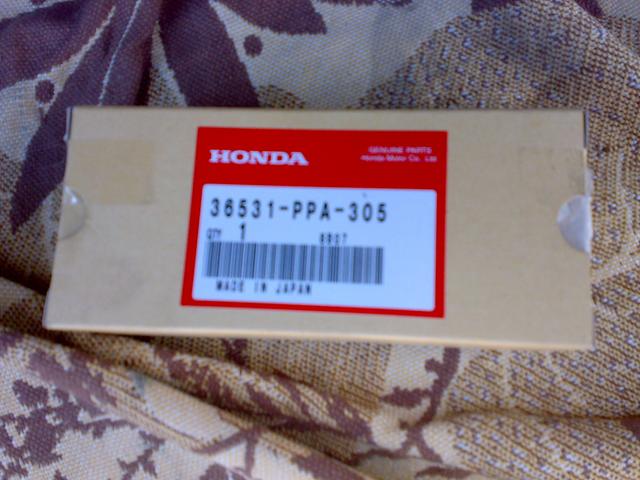 HONDA
GENUINE PARTS
Honda Motor Co. Ltd
36531-PPA-305
QTY 1
MADE IN JAPAN